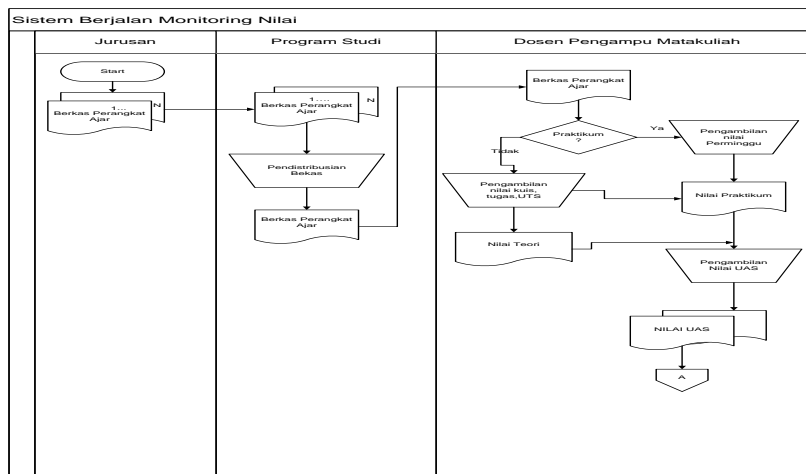 Sistem Berjalan Monitoring Nilai
Jurusan
Program Studi
Dosen Pengampu Matakuliah
Start
1...
N
Berkas Perangkat
Ajar
1....
N
Berkas Perangkat
Ajar
Pendistribusian
Bekas
Berkas Perangkat
Ajar
Berkas Perangkat
Ajar
Praktikum
?
Ya
Tidak
Pengambilan
nilai
Perminggu
Pengambilan
nilai kuis,
tugas,UTS
Nilai Praktikum
Nilai Teori
Pengambilan
Nilai UAS
NILAI UAS
A